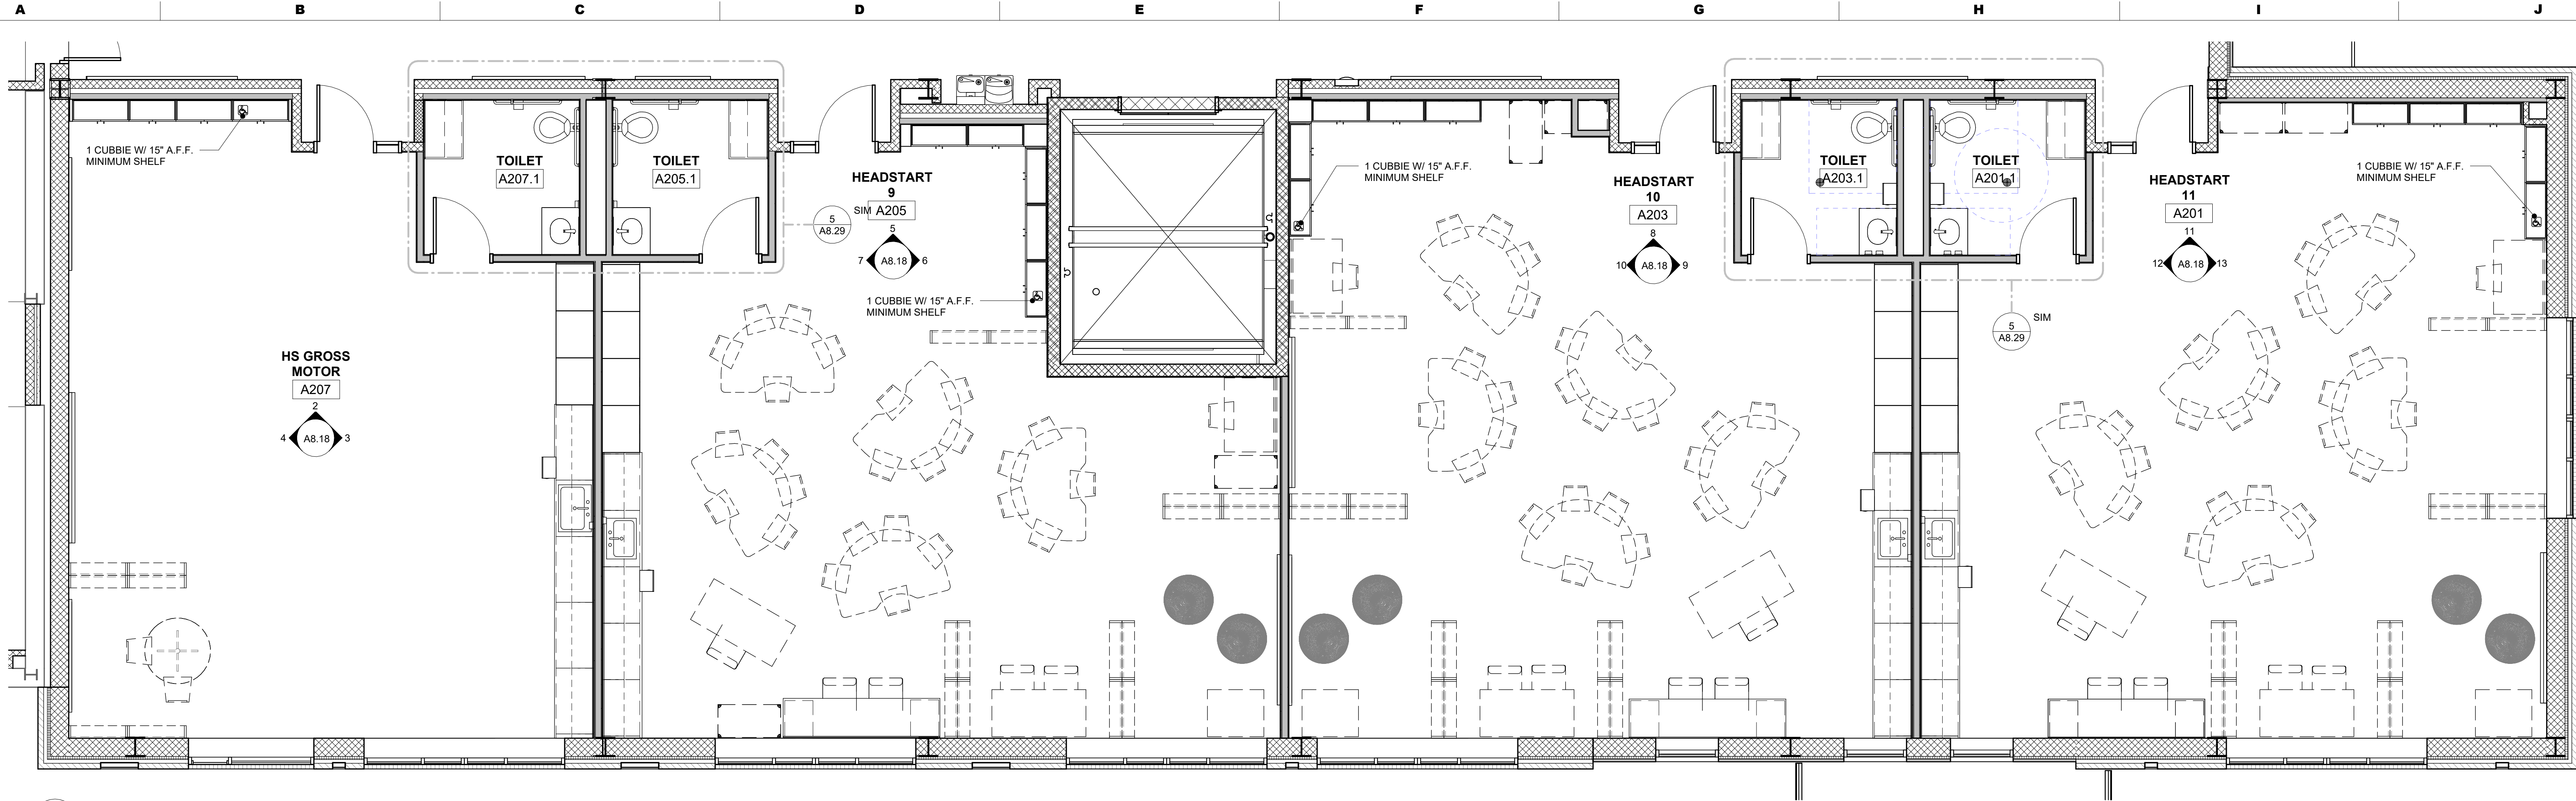 A B C D E F G H I J
1 CUBBIE W/ 15" A.F.F.
MINIMUM SHELF
TOILET
A207.1
TOILET
A205.1
HEADSTART
9
A205
SIM
5
A8.29
5
7 A8.18 6
1 CUBBIE W/ 15" A.F.F.
MINIMUM SHELF
HS GROSS
MOTOR
A207
2
4 A8.18 3
1 CUBBIE W/ 15" A.F.F.
MINIMUM SHELF
HEADSTART
10
A203
8
10 A8.18 9
TOILET
A203.1
TOILET
A201.1
HEADSTART
11
A201
11
12 A8.18 13
SIM
5
A8.29
1 CUBBIE W/ 15" A.F.F.
MINIMUM SHELF